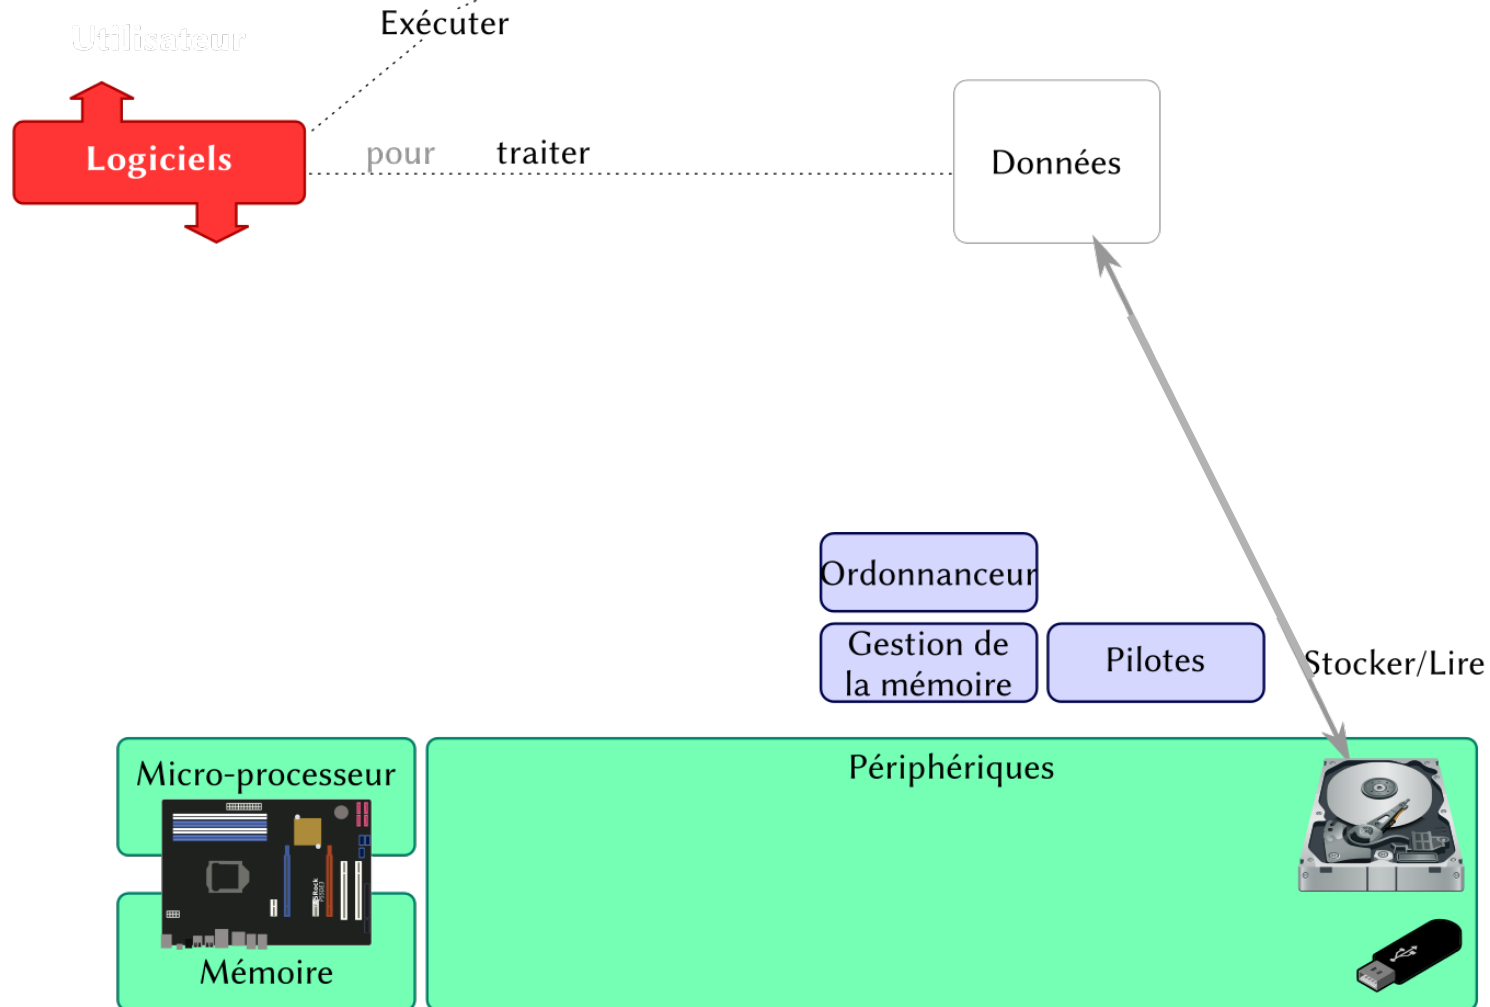 Exécuter
Utilisateur
Logiciels
pour traiter
Données
Ordonnanceur
Gestion de
la mémoire
Pilotes
Stocker/Lire
Micro-processeur
Périphériques
Mémoire